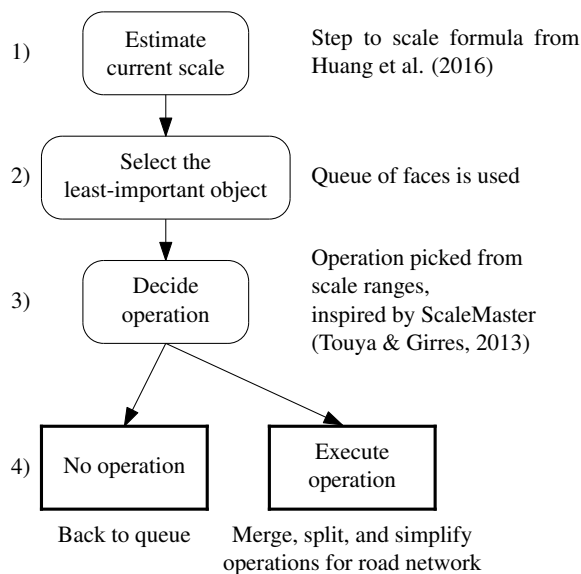 1)
Estimate
current scale
Step to scale formula from
Huang et al. (2016)
2)
Select the
least-important object
Queue of faces is used
3)
Decide
operation
Operation picked from
scale ranges,
inspired by ScaleMaster
(Touya & Girres, 2013)
4)
No operation
Execute
operation
Back to queue
Merge, split, and simplify
operations for road network